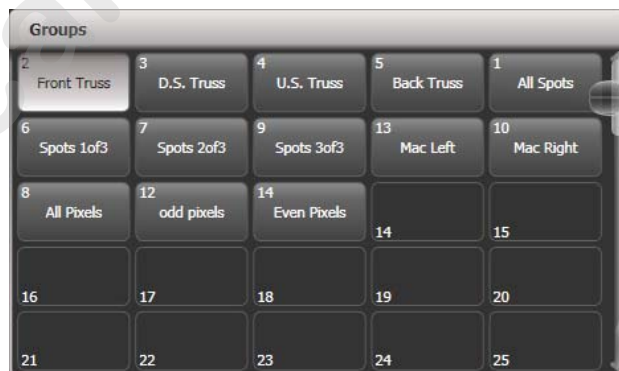 Groups
2 3 4 5 1
Front Truss D.S. Truss U.S. Truss Back Truss All Spots
6 7 9 13 10
Spots 1of3 Spots 2of3 Spots 3of3 Mac Left Mac Right
8 12 14
All Pixels odd pixels Even Pixels
14 15
16 17 18 19 20
21 22 23 24 25